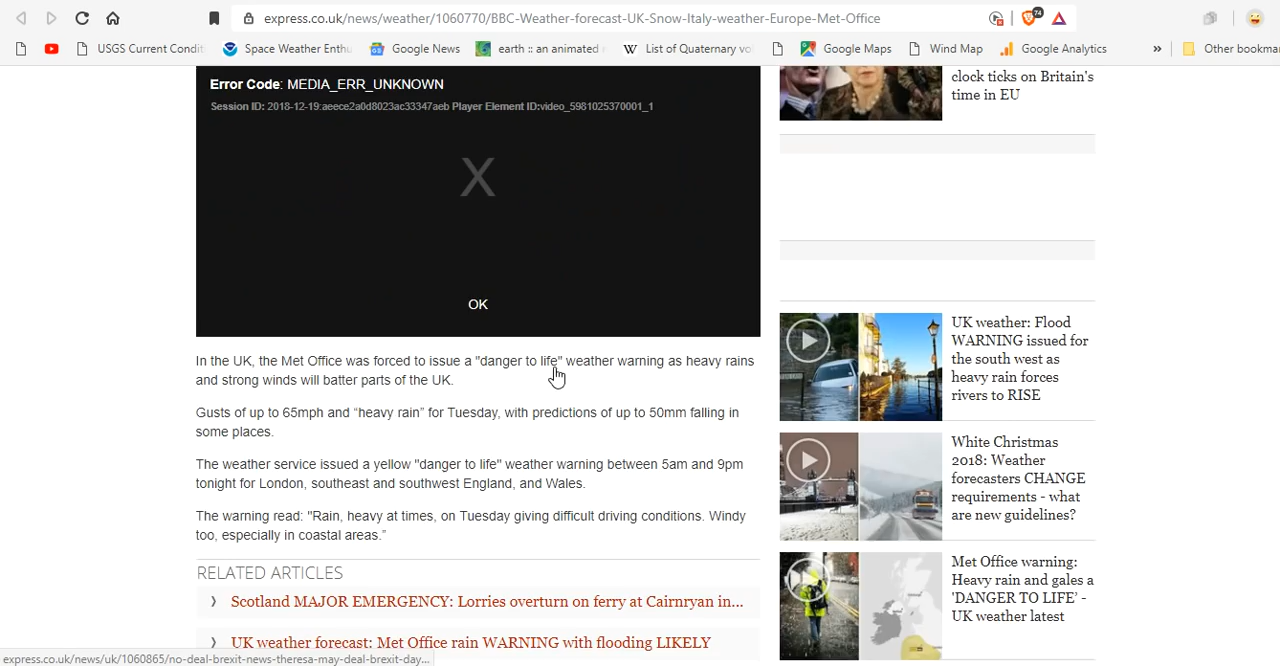 express.co.uk/news/weather/1060770/BBC-Weather-forecast-UK-Snow-Italy-weather-Europe-Met-Office
74
USGS Current Condit
Space Weather Enthu
Google News
earth :: an animated
W
List of Quaternary vo
Google Maps
Wind Map
Google Analytics
»
Other bookma
Error Code: MEDIA_ERR_UNKNOWN
Session ID: 2018-12-19:aeece2a0d8023ac33347aeb Player Element ID:video_5981025370001_1
X
OK
In the UK, the Met Office was forced to issue a "danger to life" weather warning as heavy rains
and strong winds will batter parts of the UK.
Gusts of up to 65mph and “heavy rain” for Tuesday, with predictions of up to 50mm falling in
some places.
The weather service issued a yellow "danger to life" weather warning between 5am and 9pm
tonight for London, southeast and southwest England, and Wales.
The warning read: "Rain, heavy at times, on Tuesday giving difficult driving conditions. Windy
too, especially in coastal areas.”
RELATED ARTICLES
Scotland MAJOR EMERGENCY: Lorries overturn on ferry at Cairnryan in...
UK weather forecast: Met Office rain WARNING with flooding LIKELY
clock ticks on Britain's
time in EU
UK weather: Flood
WARNING issued for
the south west as
heavy rain forces
rivers to RISE
White Christmas
2018: Weather
forecasters CHANGE
requirements - what
are new guidelines?
Met Office warning:
Heavy rain and gales a
'DANGER TO LIFE’ -
UK weather latest
express.co.uk/news/uk/1060865/no-deal-brexit-news-theresa-may-deal-brexit-day...